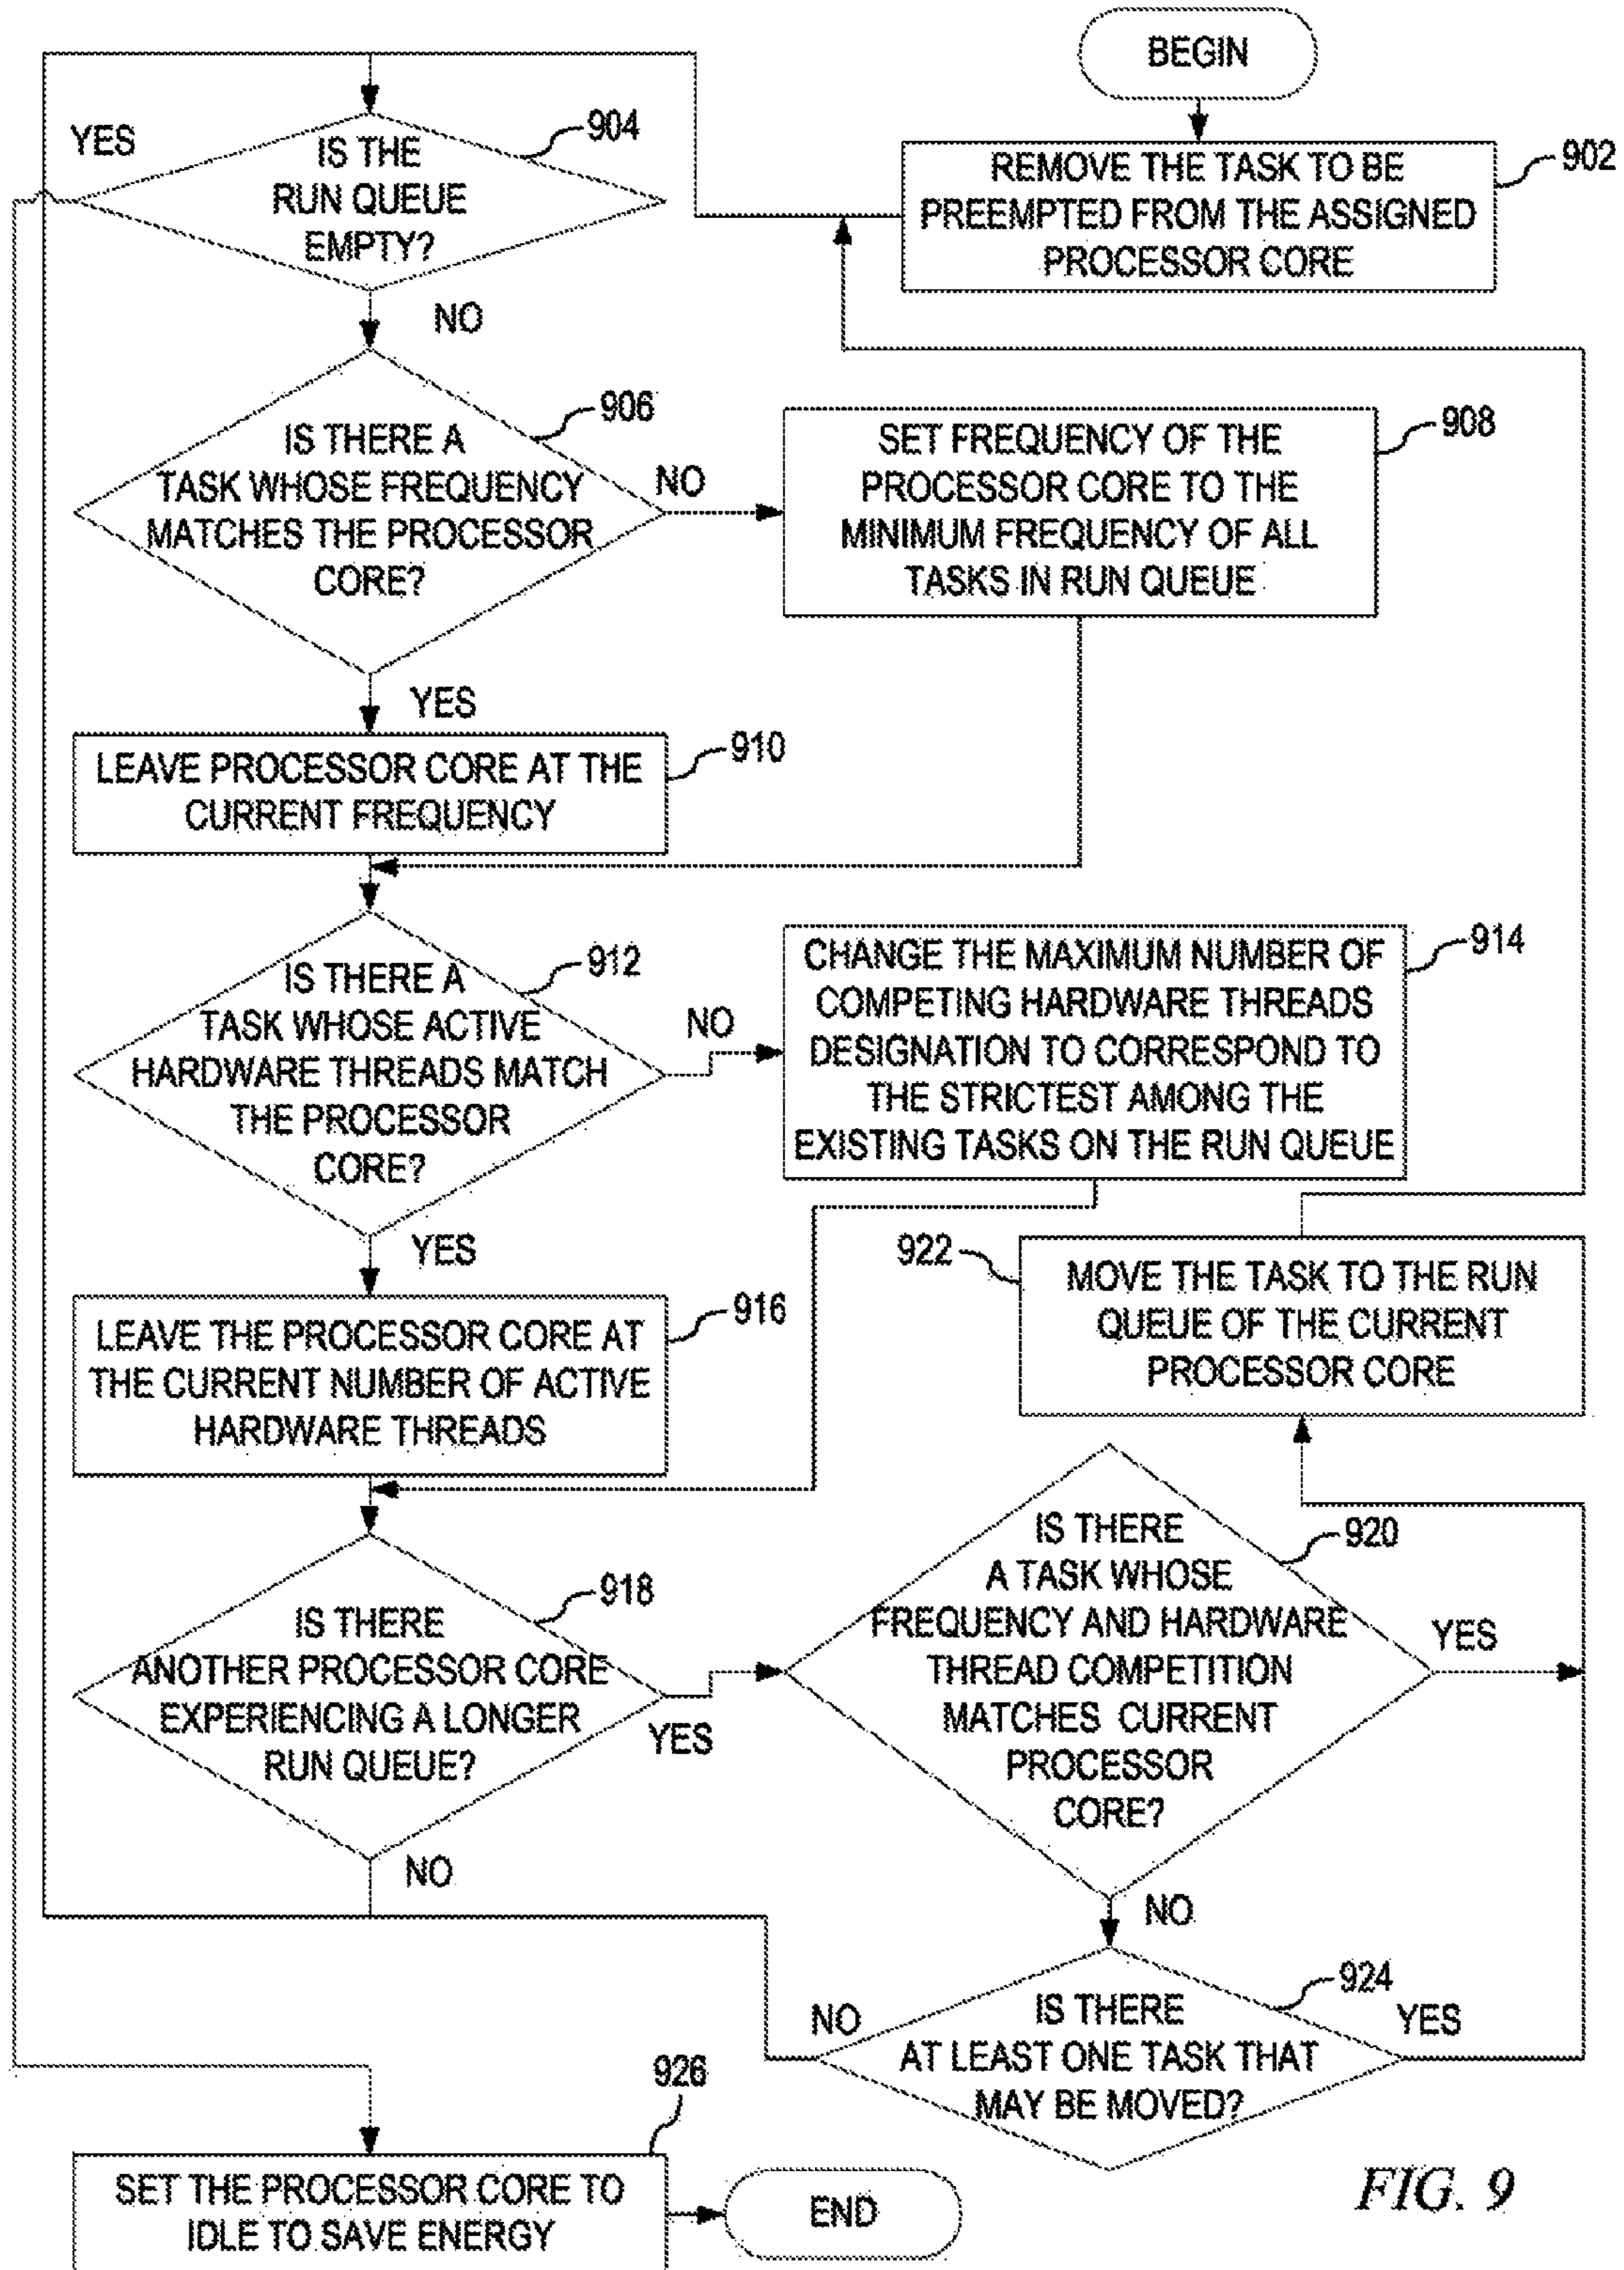 BEGIN
902
REMOVE THE TASK TO BE
PREEMPTED FROM THE ASSIGNED
PROCESSOR CORE
YES
904
IS THE
RUN QUEUE
EMPTY?
NO
906
IS THERE A
TASK WHOSE FREQUENCY
MATCHES THE PROCESSOR
CORE?
NO
908
SET FREQUENCY OF THE
PROCESSOR CORE TO THE
MINIMUM FREQUENCY OF ALL
TASKS IN RUN QUEUE
YES
910
LEAVE PROCESSOR CORE AT THE
CURRENT FREQUENCY
912
IS THERE A
TASK WHOSE ACTIVE
HARDWARE THREADS MATCH
THE PROCESSOR
CORE?
NO
914
CHANGE THE MAXIMUM NUMBER OF
COMPETING HARDWARE THREADS
DESIGNATION TO CORRESPOND TO
THE STRICTEST AMONG THE
EXISTING TASKS ON THE RUN QUEUE
YES
916
LEAVE THE PROCESSOR CORE AT
THE CURRENT NUMBER OF ACTIVE
HARDWARE THREADS
922
MOVE THE TASK TO THE RUN
QUEUE OF THE CURRENT
PROCESSOR CORE
918
IS THERE
ANOTHER PROCESSOR CORE
EXPERIENCING A LONGER
RUN QUEUE?
YES
NO
920
IS THERE
A TASK WHOSE
FREQUENCY AND HARDWARE
THREAD COMPETITION
MATCHES CURRENT
PROCESSOR
CORE?
YES
NO
924
IS THERE
AT LEAST ONE TASK THAT
MAY BE MOVED?
NO
YES
926
SET THE PROCESSOR CORE TO
IDLE TO SAVE ENERGY
END
FIG. 9